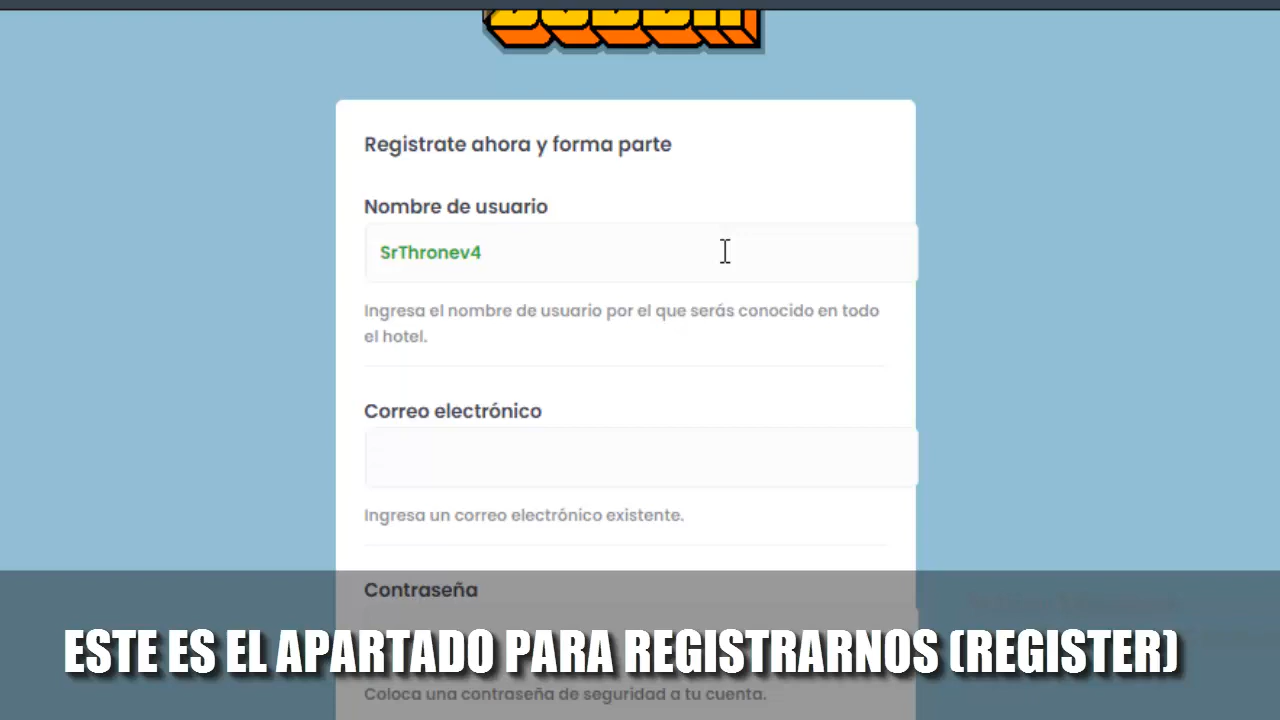 Registrate ahora y forma parte
Nombre de usuario
SrThronev4
Ingresa el nombre de usuario por el que serás conocido en todo
el hotel.
Correo electrónico
Ingresa un correo electrónico existente.
Contraseña
ESTE ES EL APARTADO PARA REGISTRARNOS (REGISTER)
Coloca una contraseña de seguridad a tu cuenta.